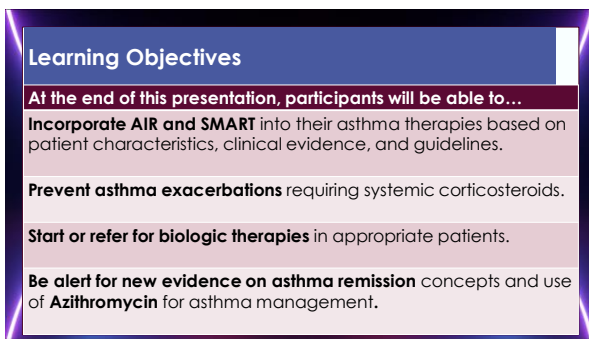 Learning Objectives
At the end of this presentation, participants will be able to…
Incorporate AIR and SMART into their asthma therapies based on
patient characteristics, clinical evidence, and guidelines.
Prevent asthma exacerbations requiring systemic corticosteroids.
Start or refer for biologic therapies in appropriate patients.
Be alert for new evidence on asthma remission concepts and use
of Azithromycin for asthma management.